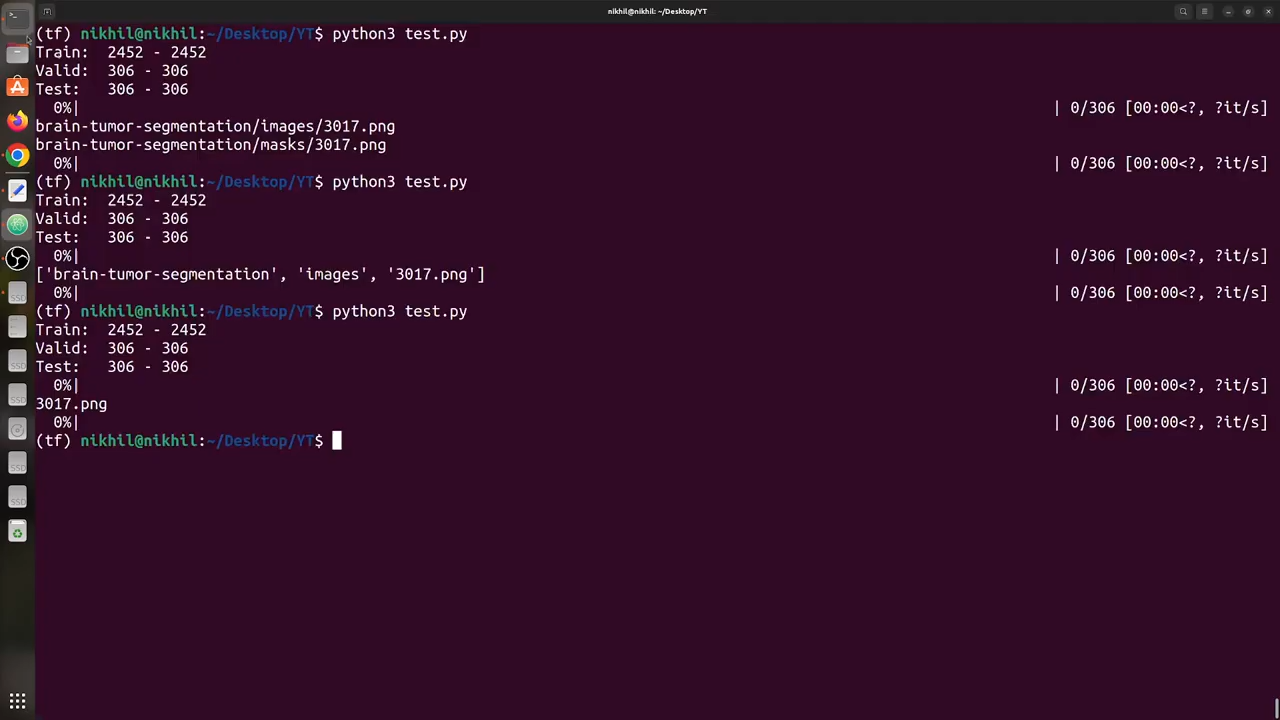 nikhil@nikhil: ~/Desktop/YT
(tf) nikhil@nikhil:~/Desktop/YT$ python3 test.py
Train:  2452 - 2452
Valid:  306 - 306
Test:   306 - 306
  0%| | 0/306 [00:00<?, ?it/s]
brain-tumor-segmentation/images/3017.png
brain-tumor-segmentation/masks/3017.png
  0%| | 0/306 [00:00<?, ?it/s]
(tf) nikhil@nikhil:~/Desktop/YT$ python3 test.py
Train:  2452 - 2452
Valid:  306 - 306
Test:   306 - 306
  0%| | 0/306 [00:00<?, ?it/s]
['brain-tumor-segmentation', 'images', '3017.png']
  0%| | 0/306 [00:00<?, ?it/s]
(tf) nikhil@nikhil:~/Desktop/YT$ python3 test.py
Train:  2452 - 2452
Valid:  306 - 306
Test:   306 - 306
  0%| | 0/306 [00:00<?, ?it/s]
3017.png
  0%| | 0/306 [00:00<?, ?it/s]
(tf) nikhil@nikhil:~/Desktop/YT$
SSD
SSD
SSD
SSD
SSD